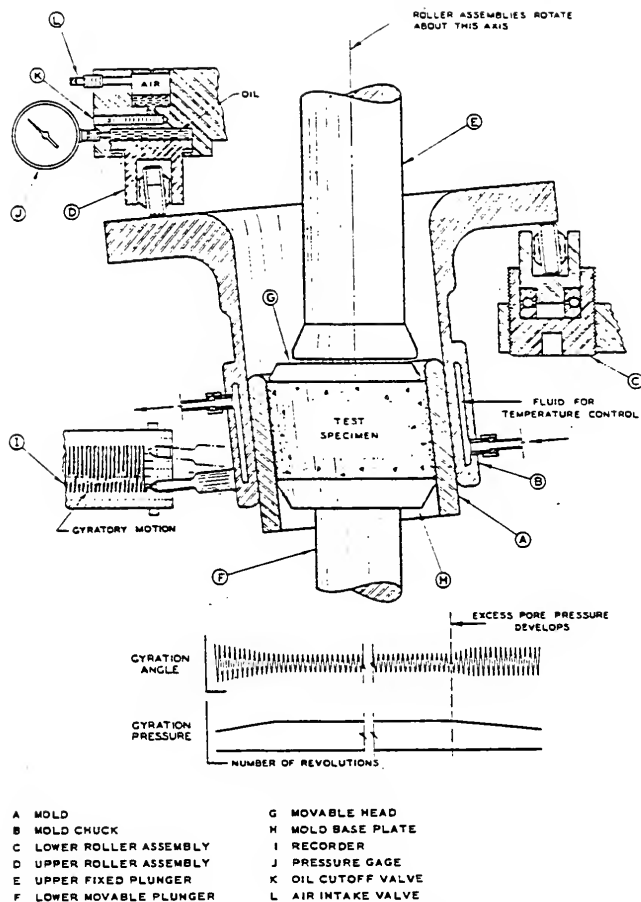 ROLLER ASSEMBLIES ROTATE
ABOUT THIS AXIS
L
AIR
K
OIL
E
J
D
G
C
FLUID FOR
TEMPERATURE CONTROL
TEST
SPECIMEN
I
B
GYRATORY MOTION
A
F
H
EXCESS PORE PRESSURE
DEVELOPS
GYRATION
ANGLE
GYRATION
PRESSURE
NUMBER OF REVOLUTIONS
A MOLD
B MOLD CHUCK
C LOWER ROLLER ASSEMBLY
D UPPER ROLLER ASSEMBLY
E UPPER FIXED PLUNGER
F LOWER MOVABLE PLUNGER
G MOVABLE HEAD
H MOLD BASE PLATE
I RECORDER
J PRESSURE GAGE
K OIL CUTOFF VALVE
L AIR INTAKE VALVE